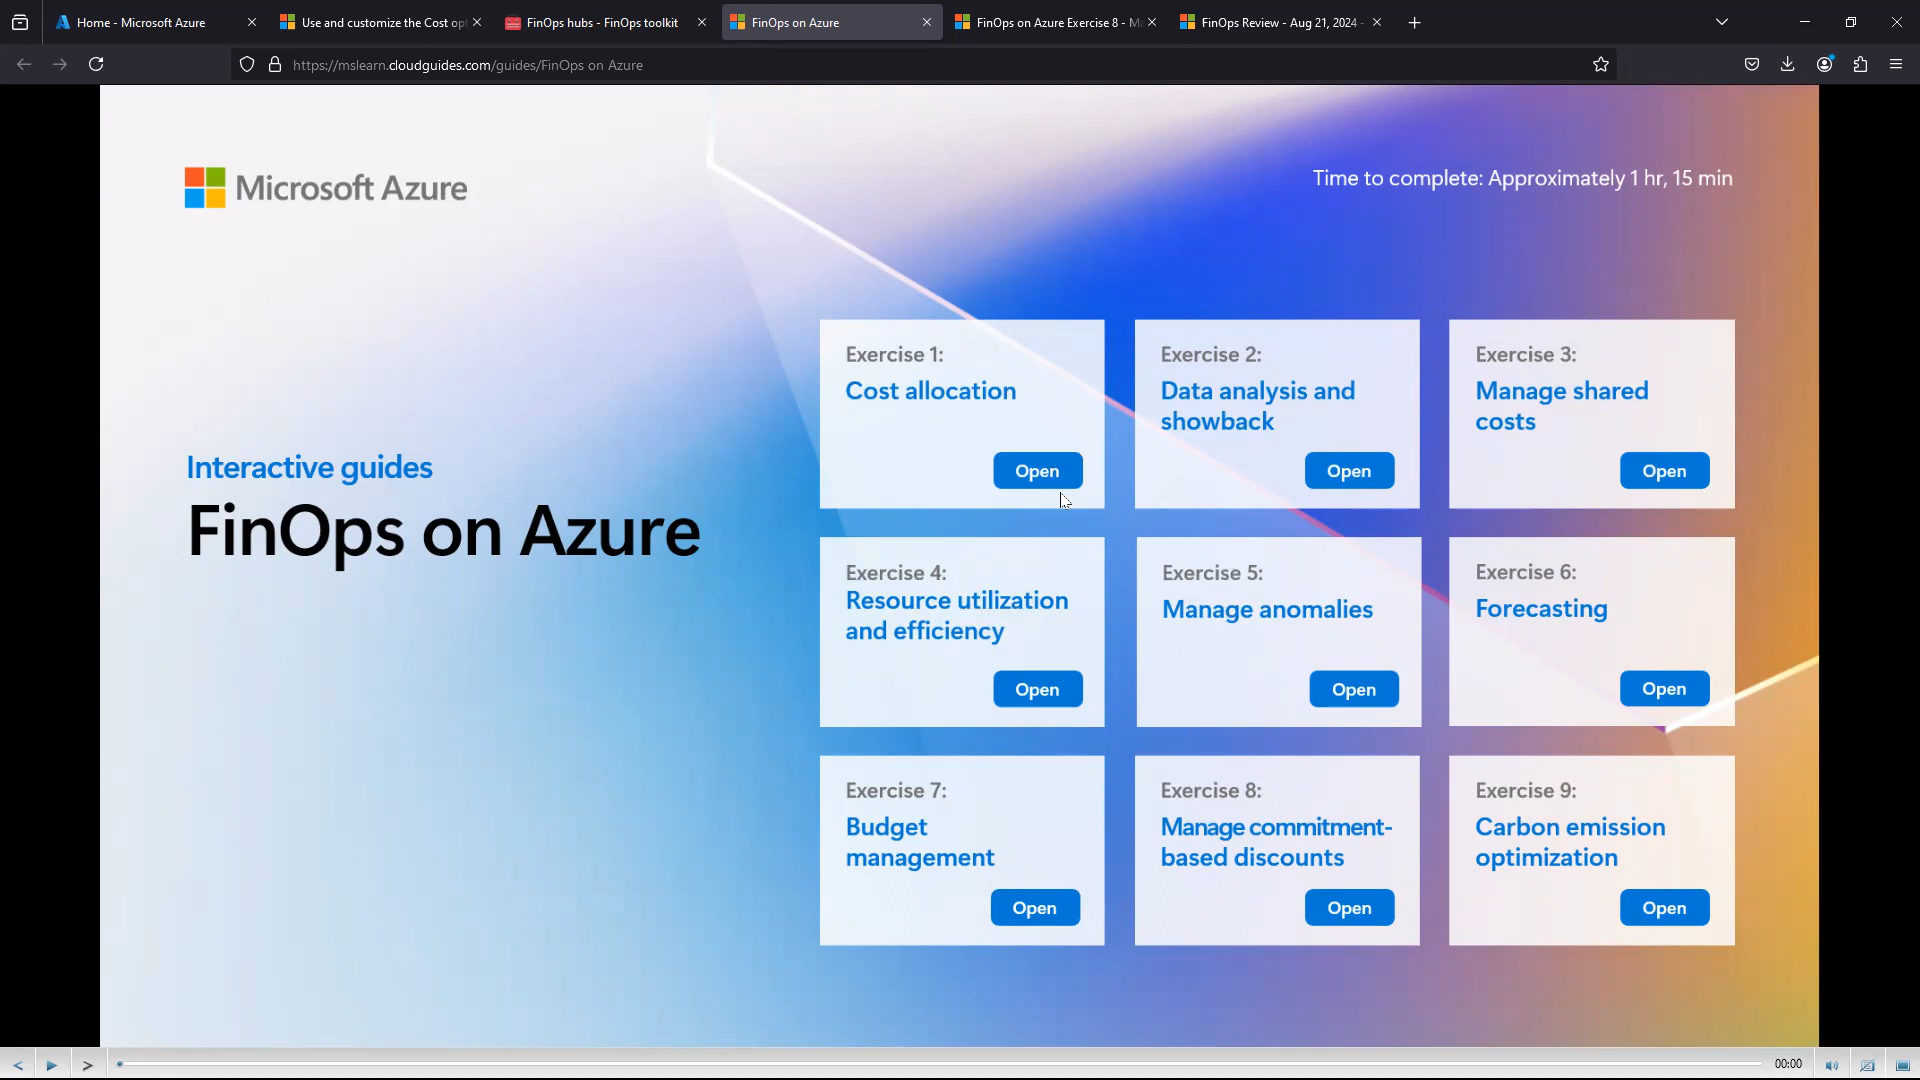 Home - Microsoft Azure
Use and customize the Cost op
FinOps hubs - FinOps toolkit
FinOps on Azure
FinOps on Azure Exercise 8 - M
FinOps Review - Aug 21, 2024 -
https://mslearn.cloudguides.com/guides/FinOps on Azure
Microsoft Azure
Time to complete: Approximately 1 hr, 15 min
Interactive guides
FinOps on Azure
Exercise 1:
Cost allocation
Open
Exercise 2:
Data analysis and
showback
Open
Exercise 3:
Manage shared
costs
Open
Exercise 4:
Resource utilization
and efficiency
Open
Exercise 5:
Manage anomalies
Open
Exercise 6:
Forecasting
Open
Exercise 7:
Budget
management
Open
Exercise 8:
Manage commitment-
based discounts
Open
Exercise 9:
Carbon emission
optimization
Open
00:00